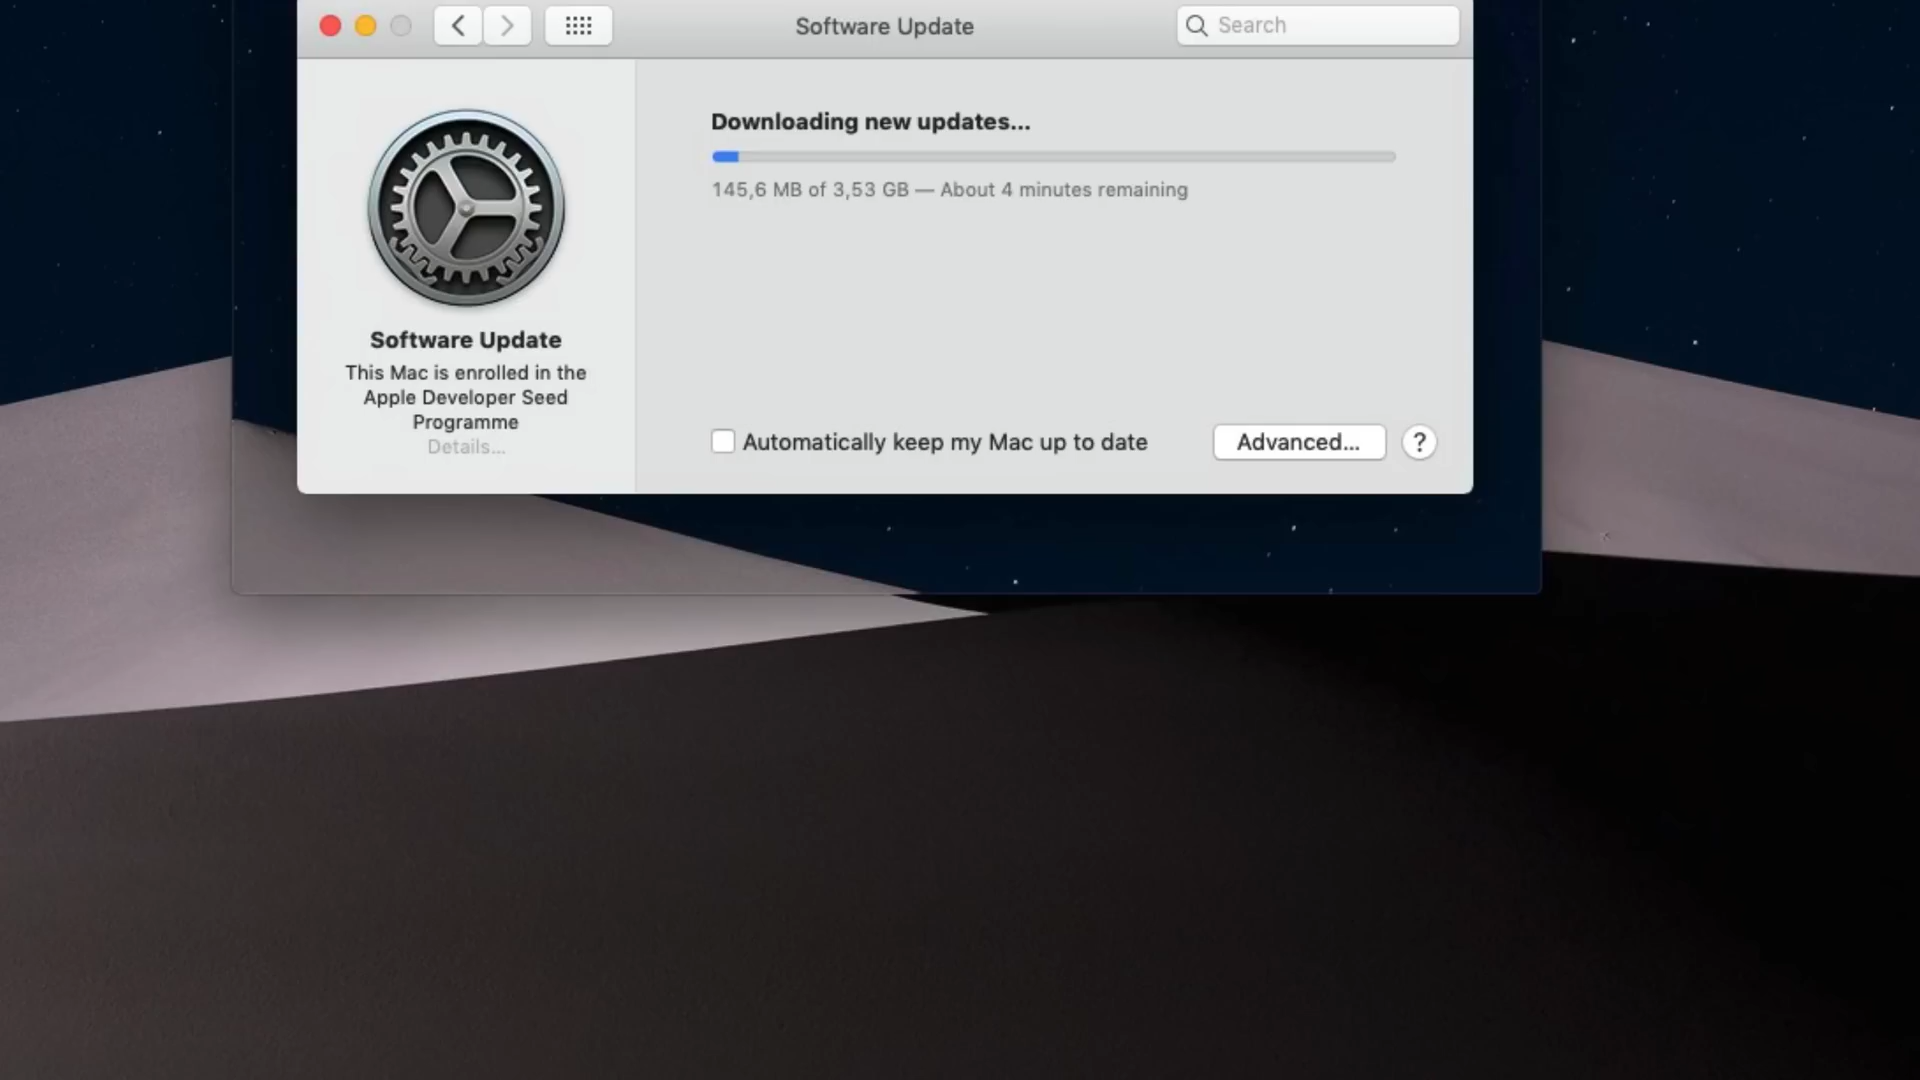 Software Update
Search
Downloading new updates...
145,6 MB of 3,53 GB — About 4 minutes remaining
Software Update
This Mac is enrolled in the
Apple Developer Seed
Programme
Details...
Automatically keep my Mac up to date
Advanced...
?